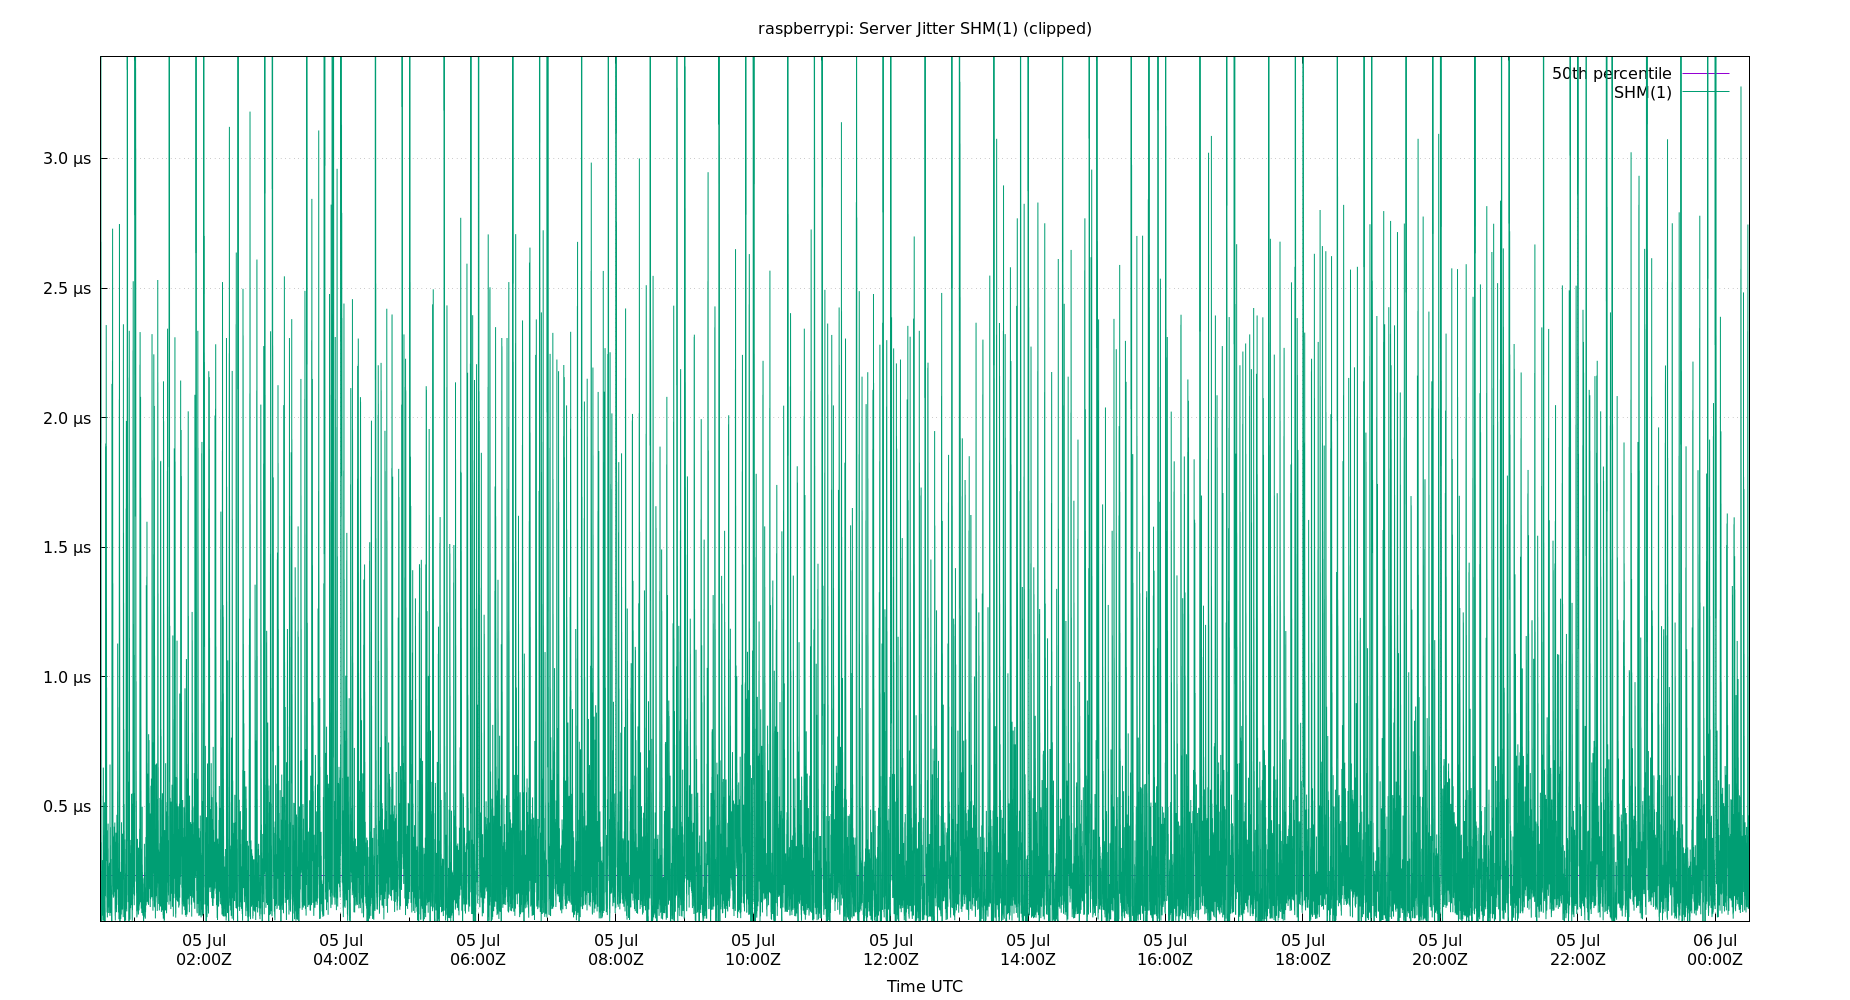 raspberrypi: Server Jitter SHM(1) (clipped)
50th percentile
SHM(1)
3.0 µs
2.5 µs
2.0 µs
1.5 µs
1.0 µs
0.5 µs
05 Jul 05 Jul 05 Jul 05 Jul 05 Jul 05 Jul 05 Jul 05 Jul 05 Jul 05 Jul 05 Jul 06 Jul
02:00Z 04:00Z 06:00Z 08:00Z 10:00Z 12:00Z 14:00Z 16:00Z 18:00Z 20:00Z 22:00Z 00:00Z
Time UTC